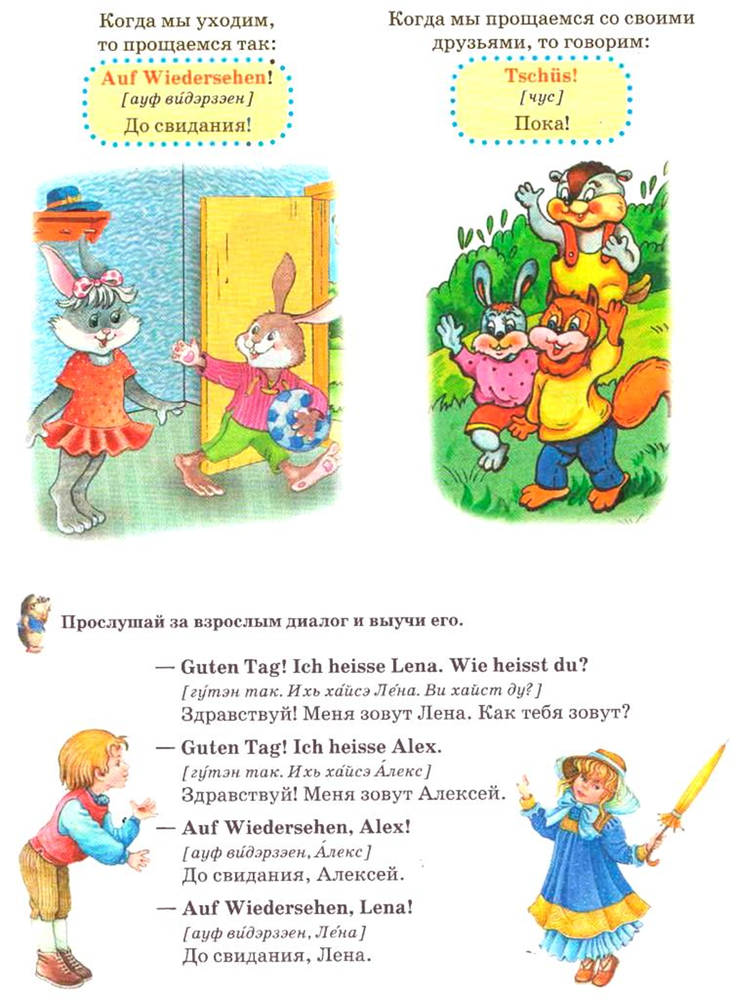 Когда мы уходим,
то прощаемся так:
Auf Wiedersehen!
[ауф ви́дэрзэен]
До свидания!
Когда мы прощаемся со своими
друзьями, то говорим:
Tschüs!
[чус]
Пока!
Прослушай за взрослым диалог и выучи его.
— Guten Tag! Ich heisse Lena. Wie heisst du?
[гу́тэн так. Ихь ха́йсэ Ле́на. Ви хайст ду?]
Здравствуй! Меня зовут Лена. Как тебя зовут?
— Guten Tag! Ich heisse Alex.
[гу́тэн так. Ихь ха́йсэ А́лекс]
Здравствуй! Меня зовут Алексей.
— Auf Wiedersehen, Alex!
[ауф ви́дэрзэен, А́лекс]
До свидания, Алексей.
— Auf Wiedersehen, Lena!
[ауф ви́дэрзэен, Ле́на]
До свидания, Лена.